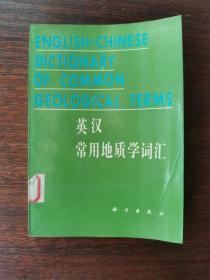 ENGLISH-CHINESE
DICTIONARY
OF COMMON
GEOLOGICAL TERMS
英汉
常用地质学词汇
科学出版社